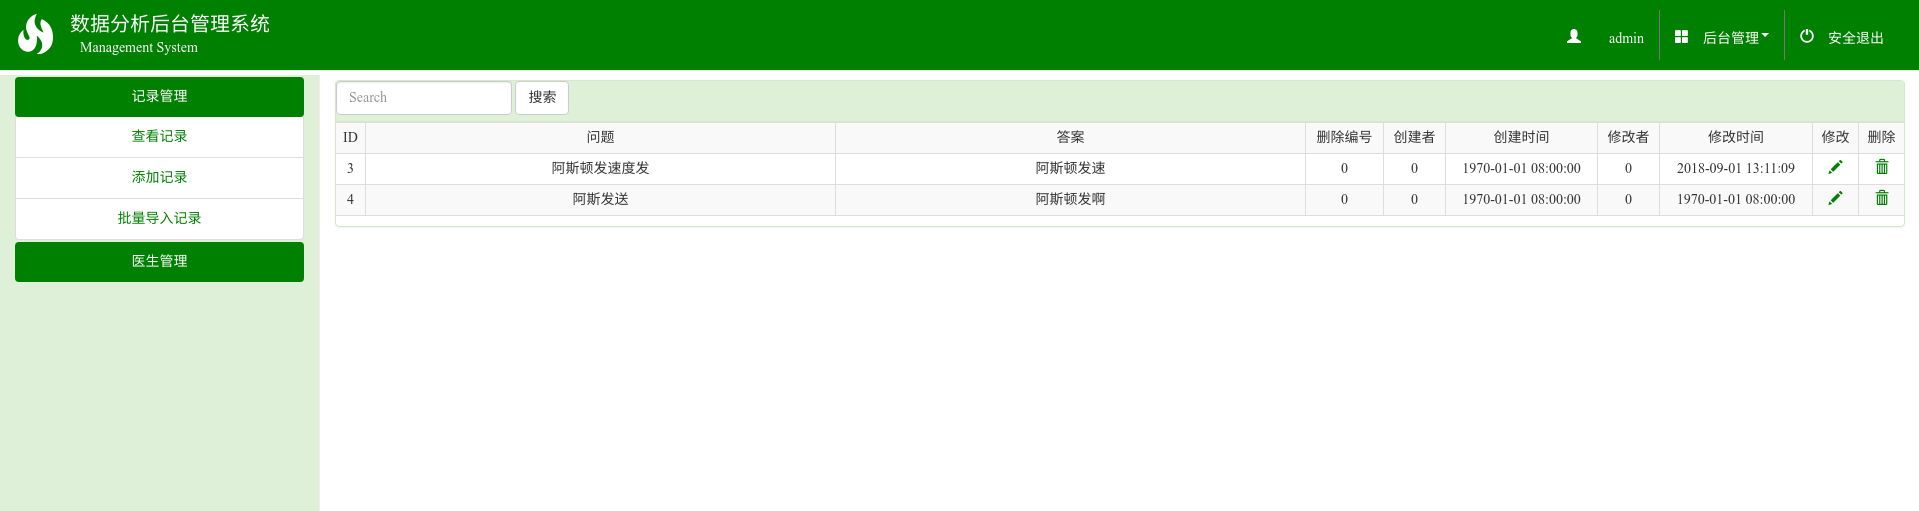 数据分析后台管理系统
Management System
admin 后台管理 安全退出
记录管理
查看记录
添加记录
批量导入记录
医生管理
Search 搜索
ID 问题 答案 删除编号 创建者 创建时间 修改者 修改时间 修改 删除
3 阿斯顿发速度发 阿斯顿发速 0 0 1970-01-01 08:00:00 0 2018-09-01 13:11:09
4 阿斯发送 阿斯顿发啊 0 0 1970-01-01 08:00:00 0 1970-01-01 08:00:00